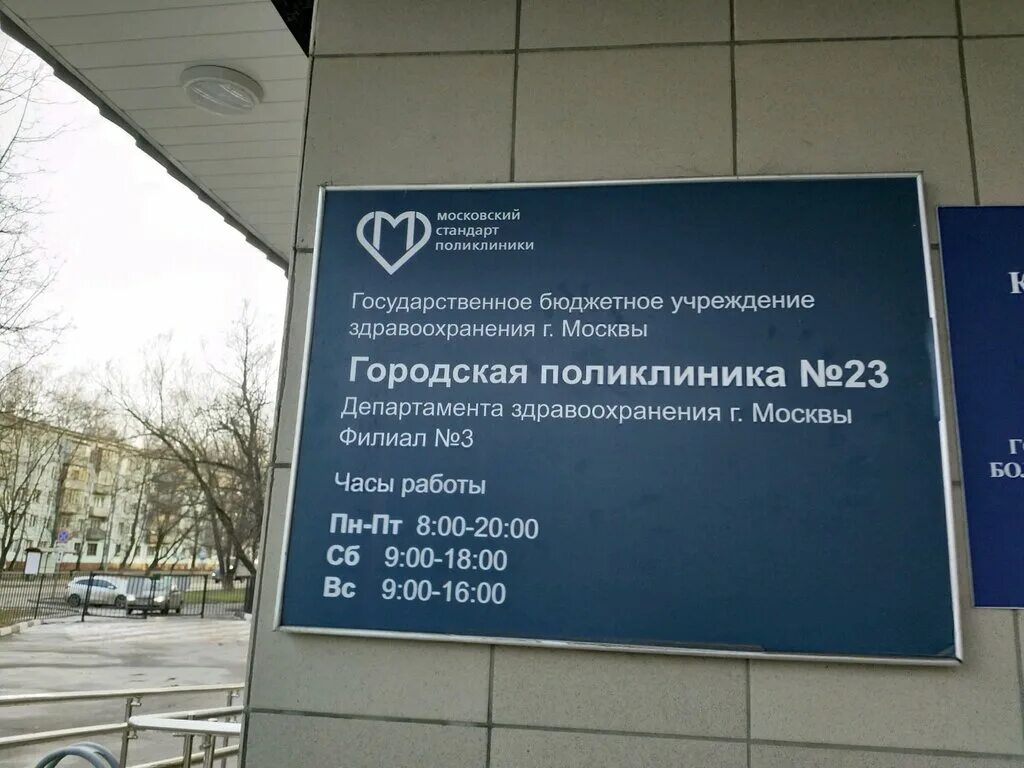 московский
стандарт
поликлиники
Государственное бюджетное учреждение
здравоохранения г. Москвы
Городская поликлиника №23
Департамента здравоохранения г. Москвы
Филиал №3
Часы работы
Пн-Пт 8:00-20:00
Сб 9:00-18:00
Вс 9:00-16:00